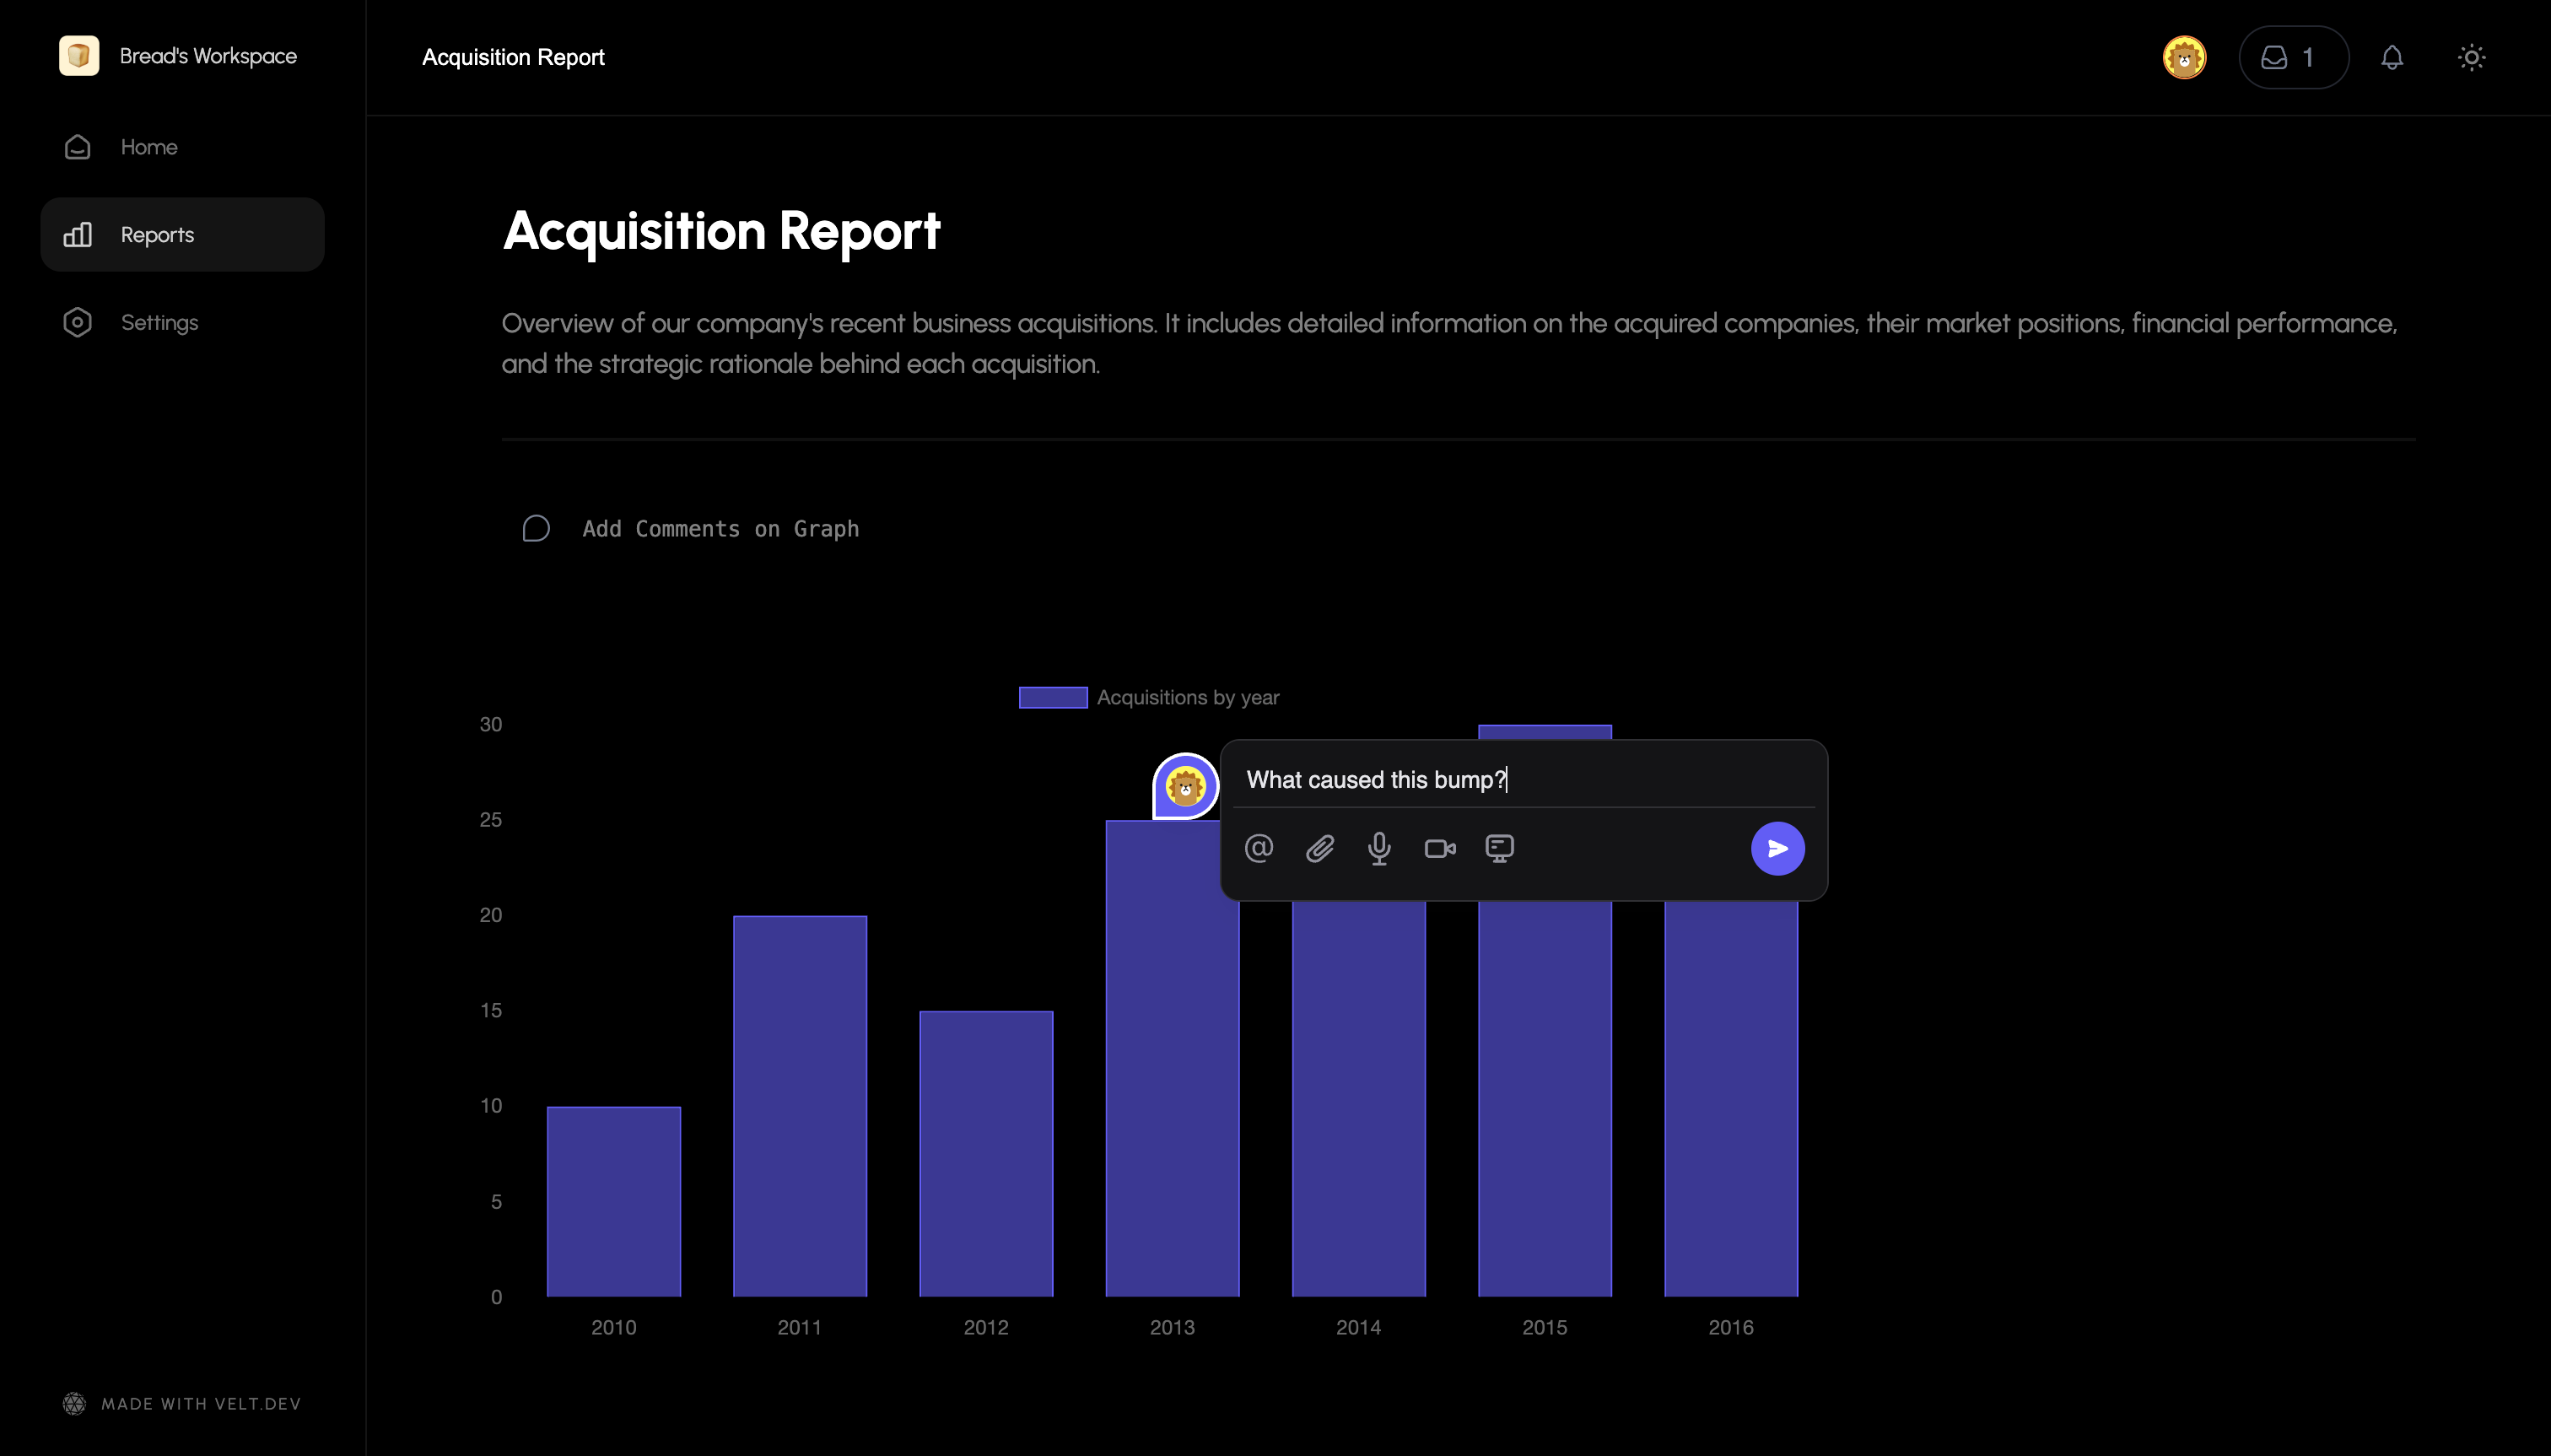 Bread's Workspace
Home
Reports
Settings
MADE WITH VELT.DEV
Acquisition Report
1
Acquisition Report
Overview of our company's recent business acquisitions. It includes detailed information on the acquired companies, their market positions, financial performance,
and the strategic rationale behind each acquisition.
Add Comments on Graph
Acquisitions by year
30
25
20
15
10
5
0
What caused this bump?
@
2010
2011
2012
2013
2014
2015
2016